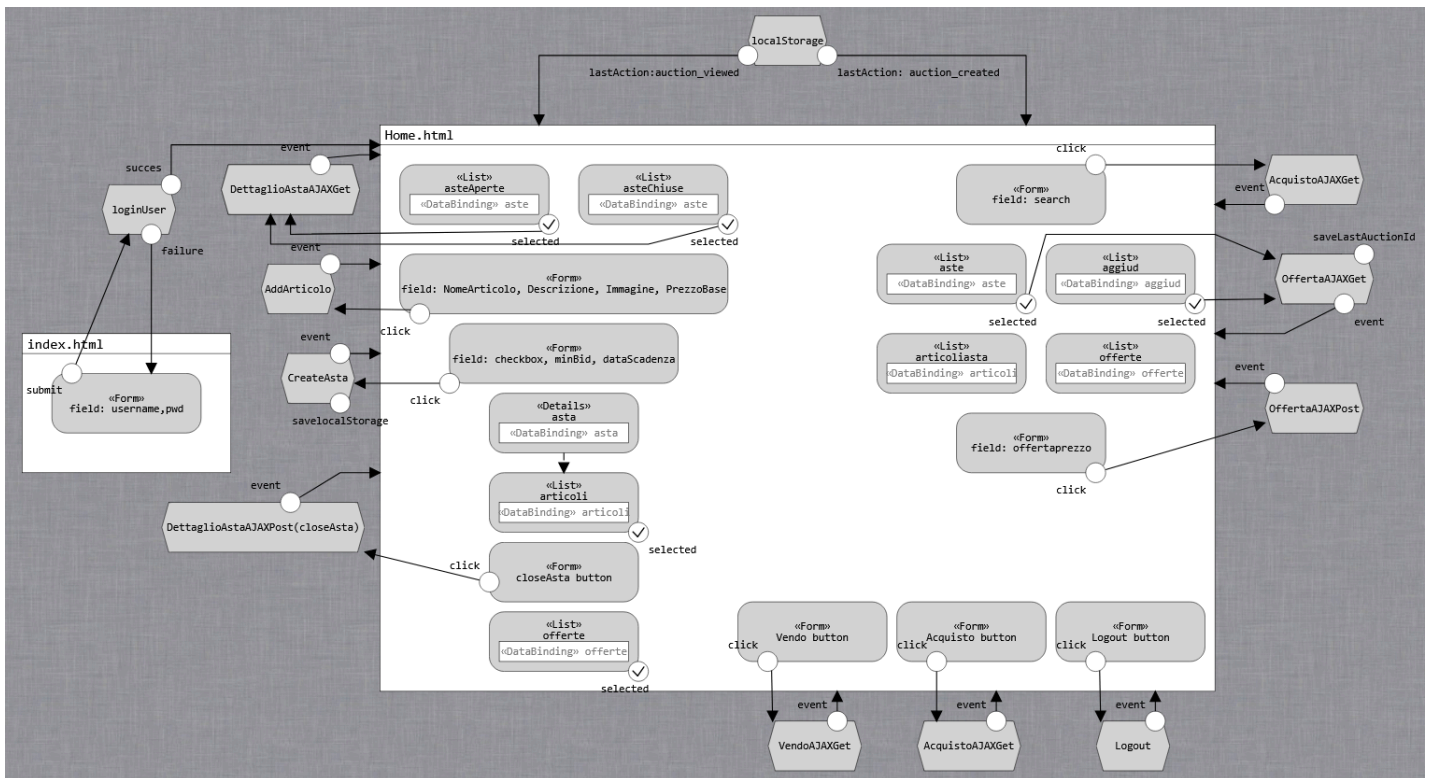 localStorage
lastAction:auction_viewed
lastAction: auction_created
Home.html
event
click
succes
DettaglioAstaAJAXGet
«List»
asteAperte
«DataBinding» aste
selected
«List»
asteChiuse
«DataBinding» aste
selected
«Form»
field: search
AcquistoAJAXGet
event
loginUser
failure
event
AddArticolo
«Form»
field: NomeArticolo, Descrizione, Immagine, PrezzoBase
click
«List»
aste
«DataBinding» aste
selected
«List»
aggiud
«DataBinding» aggiud
selected
saveLastAuctionId
OffertaAJAXGet
event
index.html
submit
«Form»
field: username,pwd
event
CreateAsta
savelocalStorage
«Form»
field: checkbox, minBid, dataScadenza
click
«List»
articoliasta
«DataBinding» articoli
«List»
offerte
«DataBinding» offerte
event
OffertaAJAXPost
«Details»
asta
«DataBinding» asta
«Form»
field: offertaprezzo
click
event
DettaglioAstaAJAXPost(closeAsta)
«List»
articoli
«DataBinding» articoli
selected
click
«Form»
closeAsta button
«List»
offerte
«DataBinding» offerte
selected
«Form»
Vendo button
click
«Form»
Acquisto button
click
«Form»
Logout button
click
event
VendoAJAXGet
event
AcquistoAJAXGet
event
Logout